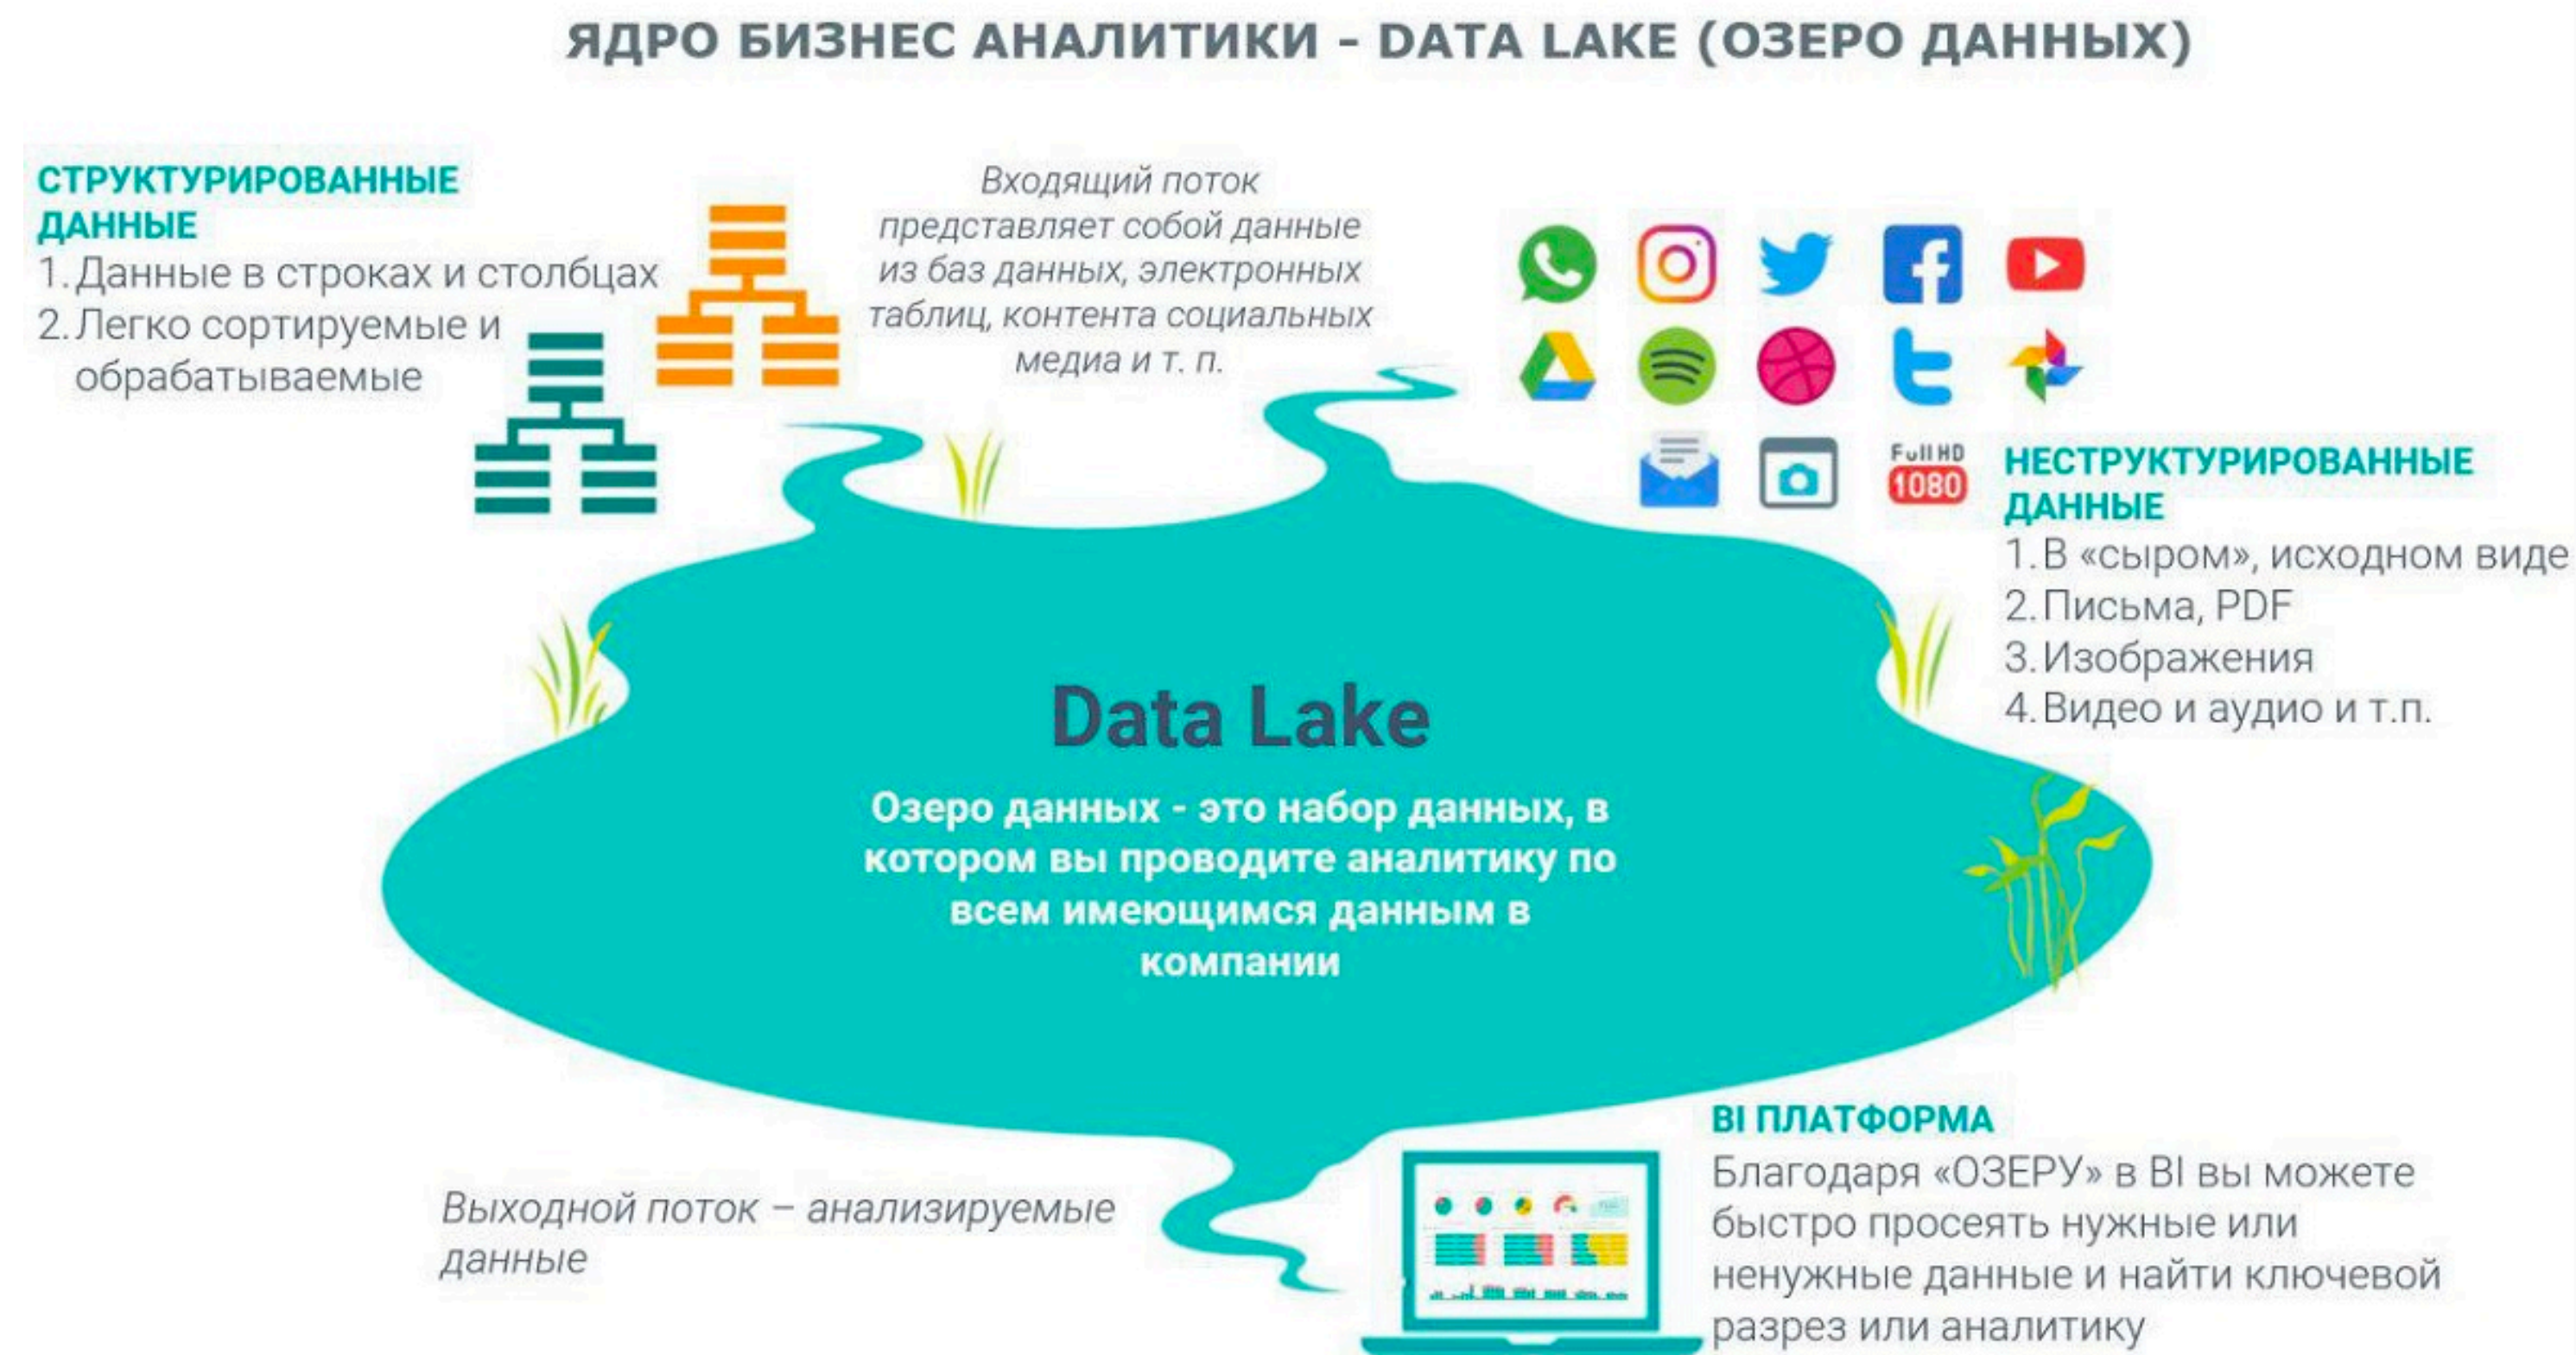 ЯДРО БИЗНЕС АНАЛИТИКИ - DATA LAKE (ОЗЕРО ДАННЫХ)
СТРУКТУРИРОВАННЫЕ
ДАННЫЕ
1. Данные в строках и столбцах
2. Легко сортируемые и
обрабатываемые
Входящий поток
представляет собой данные
из баз данных, электронных
таблиц, контента социальных
медиа и т. п.
Full HD
1080
НЕСТРУКТУРИРОВАННЫЕ
ДАННЫЕ
1. В «сыром», исходном виде
2. Письма, PDF
3. Изображения
4. Видео и аудио и т.п.
Data Lake
Озеро данных - это набор данных, в
котором вы проводите аналитику по
всем имеющимся данным в
компании
Выходной поток – анализируемые
данные
BI ПЛАТФОРМА
Благодаря «ОЗЕРУ» в BI вы можете
быстро просеять нужные или
ненужные данные и найти ключевой
разрез или аналитику